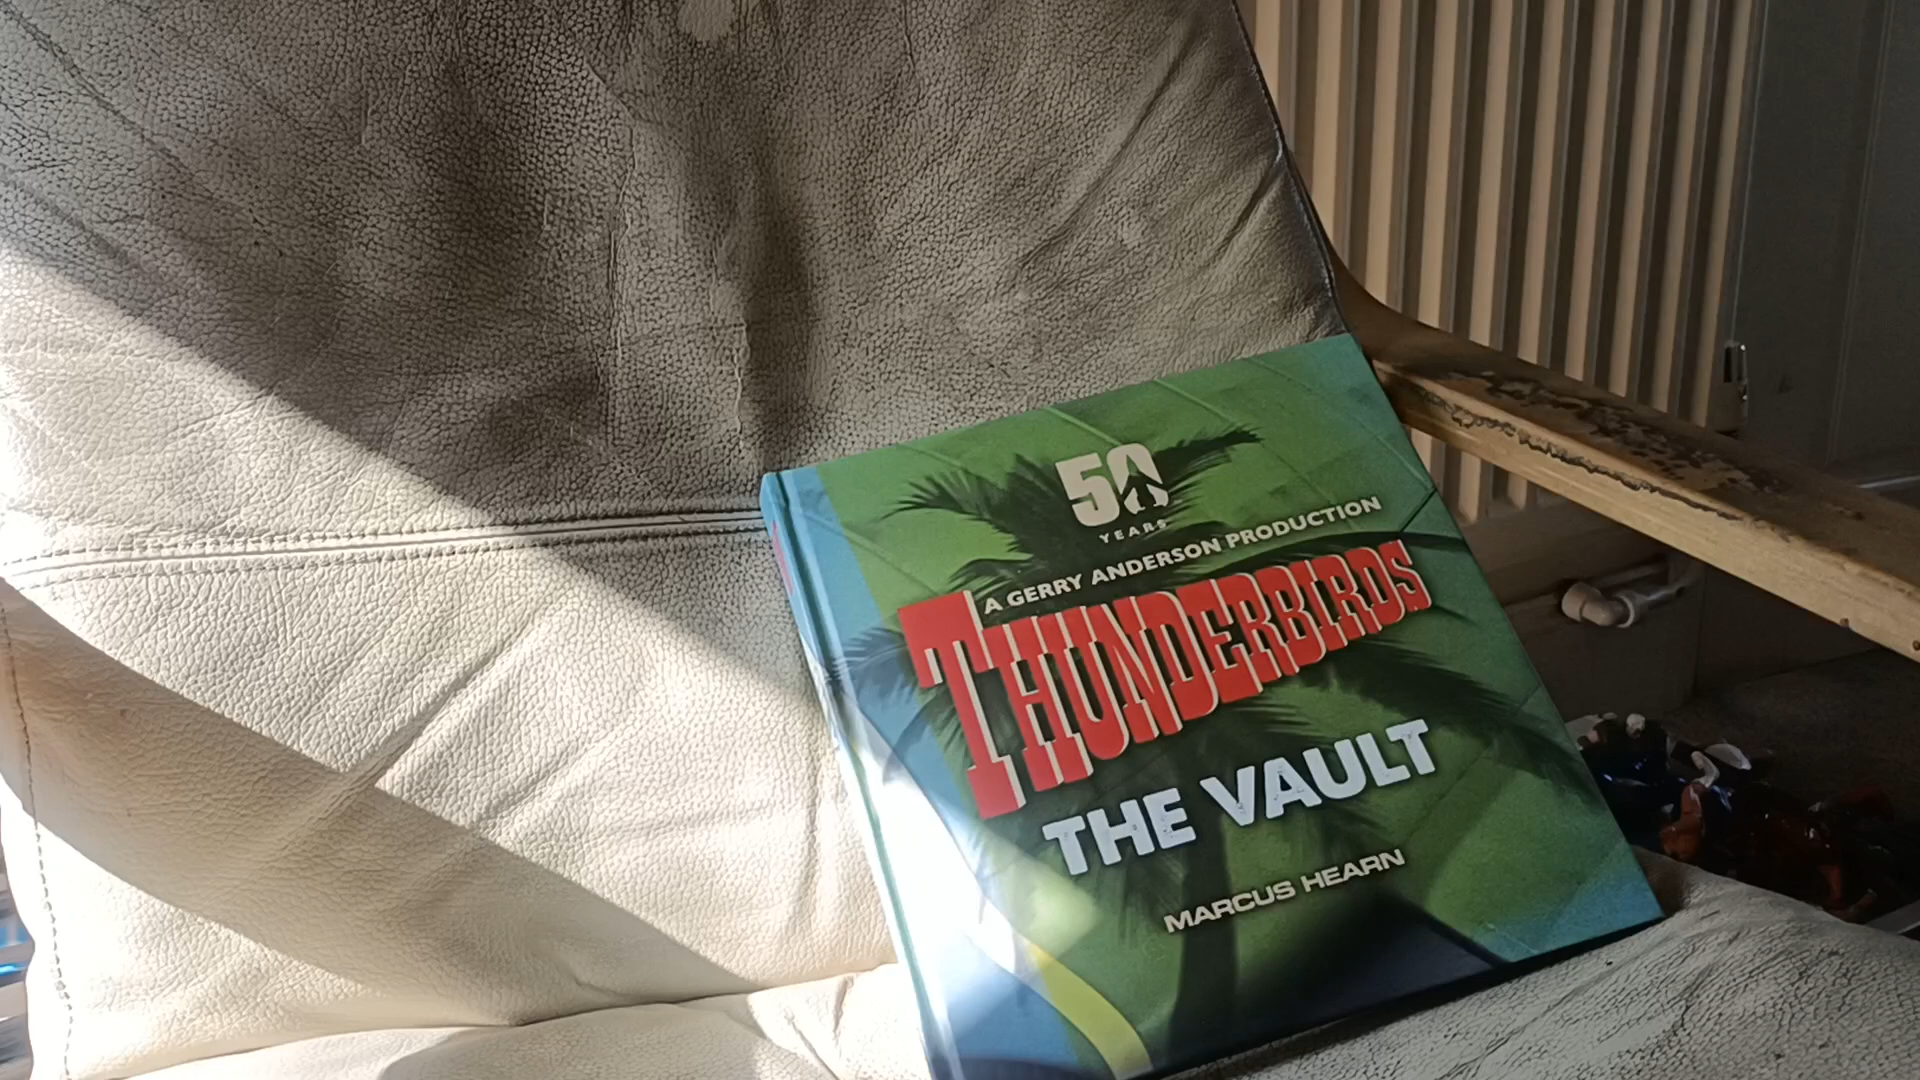 50
YEARS
A GERRY ANDERSON PRODUCTION
THUNDERBIRDS
THE VAULT
MARCUS HEARN